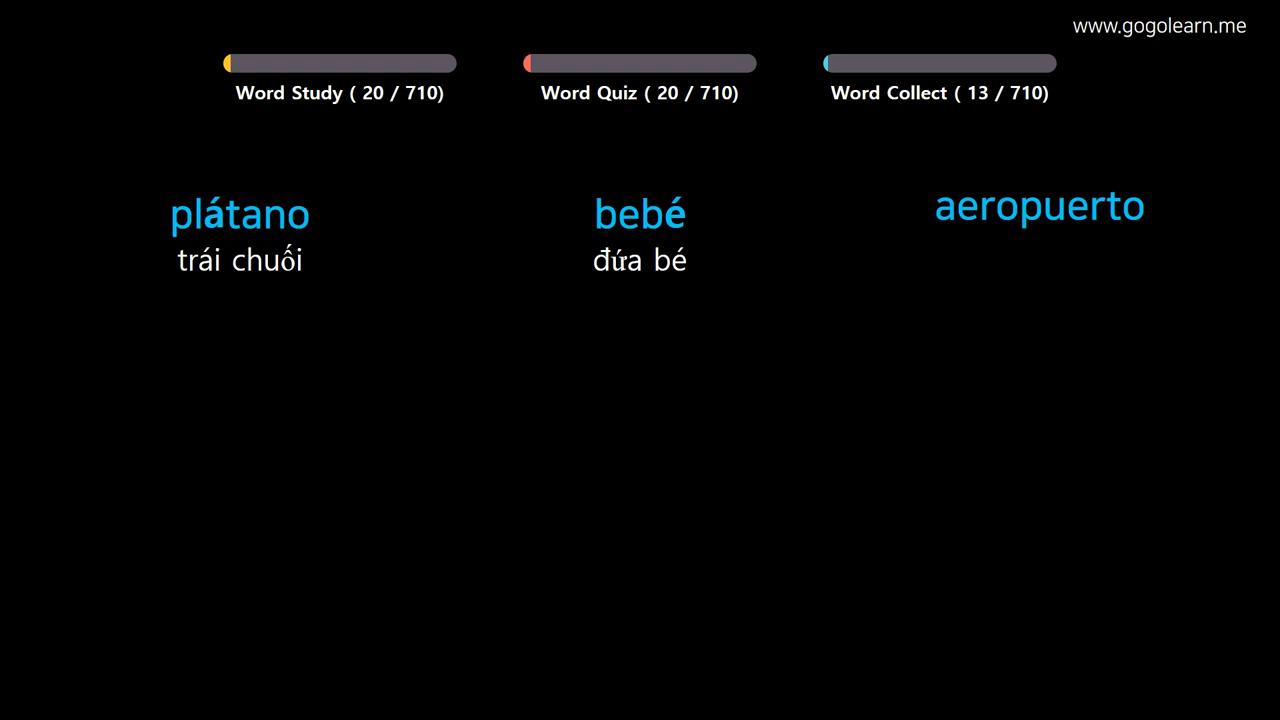 www.gogolearn.me
Word Study ( 20 / 710)
Word Quiz ( 20 / 710)
Word Collect ( 13 / 710)
plátano
trái chuối
bebé
đứa bé
aeropuerto